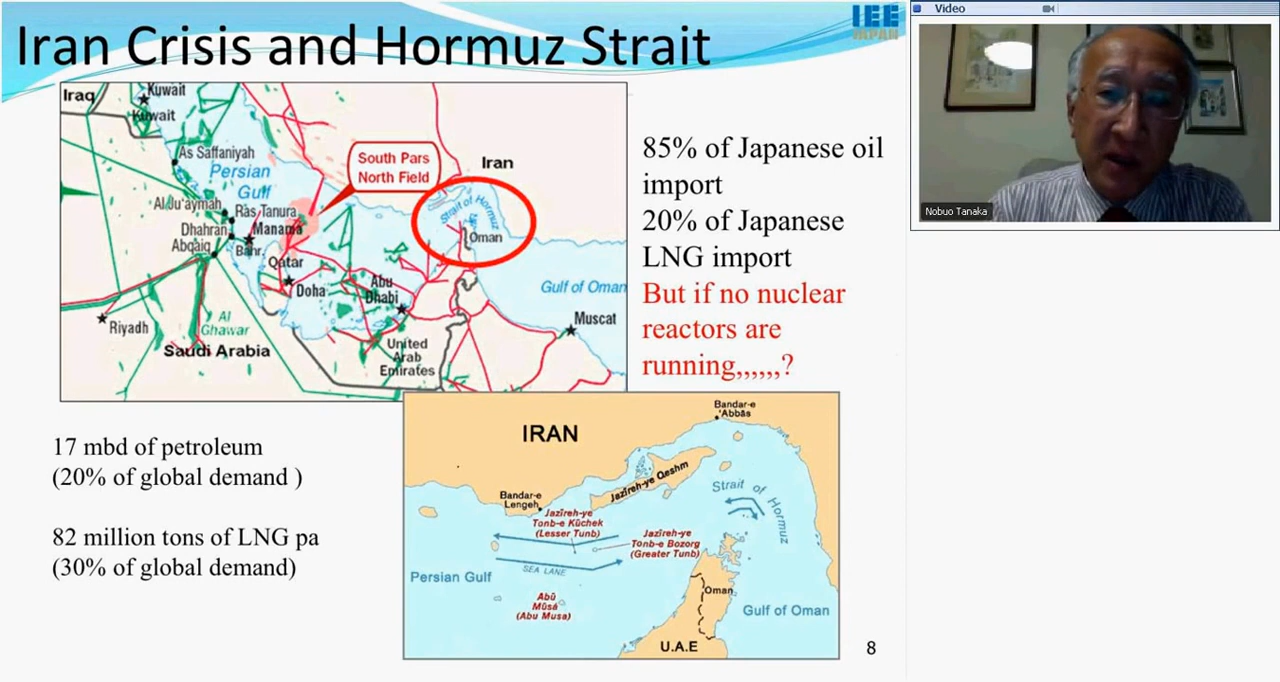 Iran Crisis and Hormuz Strait
IEE
JAPAN
Iraq
Kuwait
Kuwait
As Saffaniyah
Persian
Gulf
South Pars
North Field
Iran
Strait of Hormuz
Oman
Al Ju'aymah
Ras Tanura
Dhahran
Manama
Abqaiq
Bahr.
Qatar
Doha
Abu
Dhabi
Gulf of Oman
Muscat
Riyadh
Al
Ghawar
Saudi Arabia
United
Arab
Emirates
85% of Japanese oil
import
20% of Japanese
LNG import
But if no nuclear
reactors are
running,,,,,,?
17 mbd of petroleum
(20% of global demand )
82 million tons of LNG pa
(30% of global demand)
IRAN
Bandar-e
'Abbās
Jazīreh-ye Qeshm
Bandar-e
Lengeh
Strait of Hormuz
Jazīreh-ye
Tonb-e Kūchek
(Lesser Tunb)
Jazīreh-ye
Tonb-e Bozorg
(Greater Tunb)
SEA LANE
Persian Gulf
Abū
Mūsá
(Abu Musa)
Oman
Gulf of Oman
U.A.E
8
Video
Nobuo Tanaka